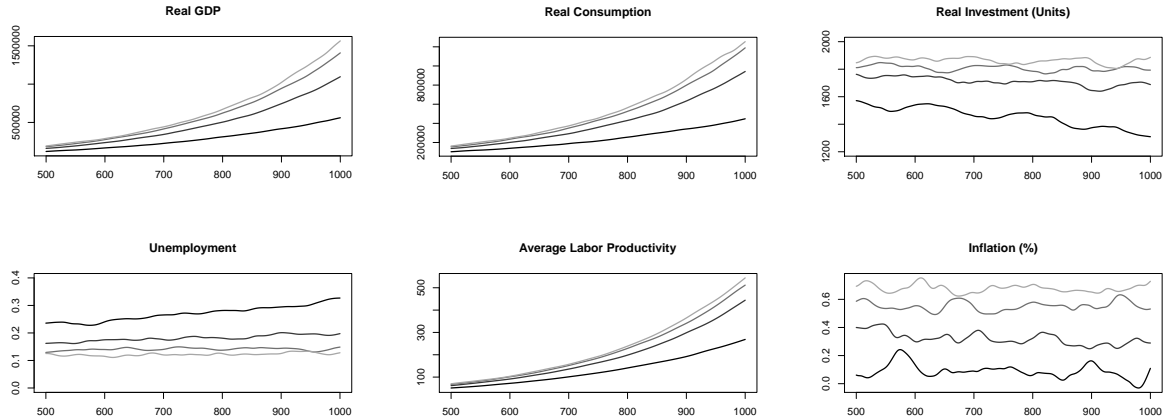 Real GDP
1500000
500000
500 600 700 800 900 1000
Real Consumption
800000
200000
500 600 700 800 900 1000
Real Investment (Units)
2000
1600
1200
500 600 700 800 900 1000
Unemployment
0.4
0.3
0.2
0.1
0.0
500 600 700 800 900 1000
Average Labor Productivity
500
300
100
500 600 700 800 900 1000
Inflation (%)
0.6
0.4
0.2
0.0
500 600 700 800 900 1000